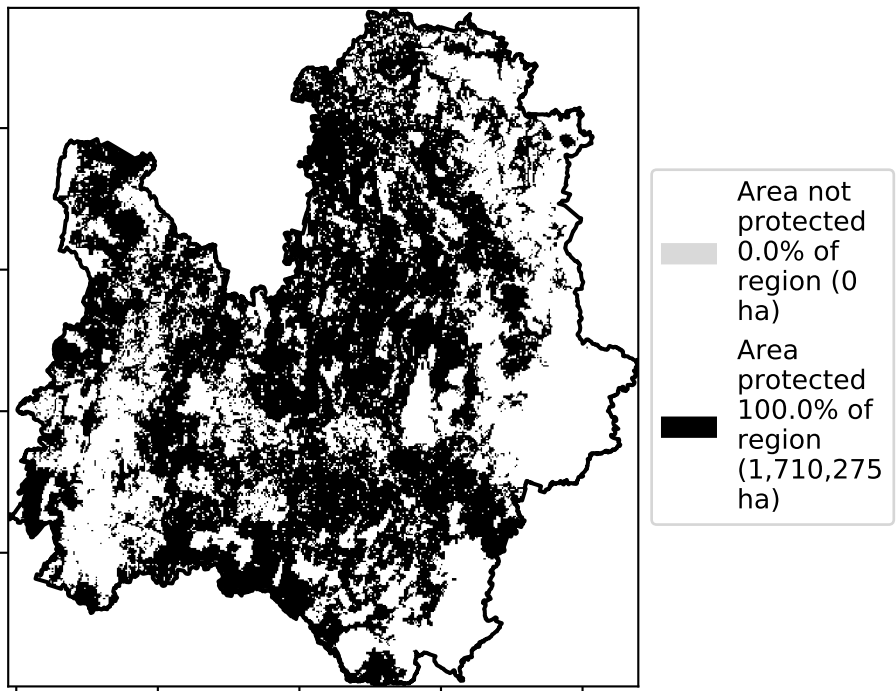 Area not
protected
0.0% of
region (0
ha)
Area
protected
100.0% of
region
(1,710,275
ha)